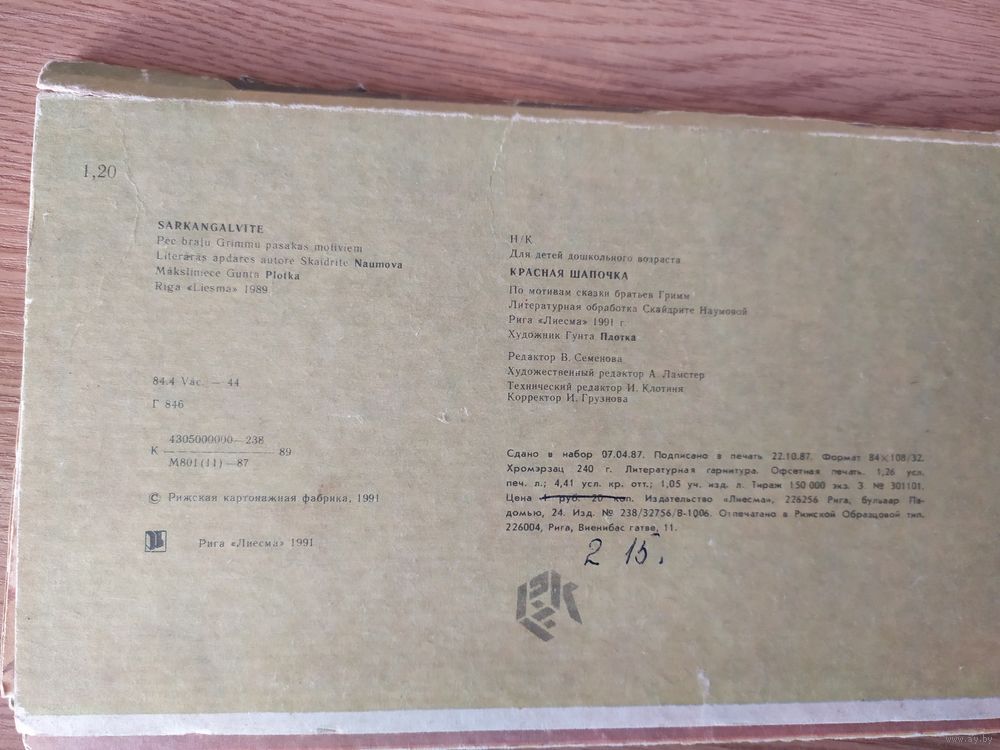 1,20
SARKANGALVITE
Pēc brāļu Grimmu pasakas motīviem
Literārās apdares autore Skaidrīte Naumova
Māksliniece Gunta Plotka
Rīgā «Liesma» 1989
84.4 Vāc. — 44
Г 846
К 4305000000—238 89
М801(11)—87
© Рижская картонажная фабрика, 1991
Рига «Лиесма» 1991
Н/К
Для детей дошкольного возраста
КРАСНАЯ ШАПОЧКА
По мотивам сказки братьев Гримм
Литературная обработка Скайдрите Наумовой
Рига «Лиесма» 1991 г.
Художник Гунта Плотка
Редактор В. Семенова
Художественный редактор А. Ламстер
Технический редактор И. Клотиня
Корректор И. Грузнова
Сдано в набор 07.04.87. Подписано в печать 22.10.87. Формат 84×108/32.
Хромэрзац 240 г. Литературная гарнитура. Офсетная печать. 1,26 усл.
печ. л.; 4,41 усл. кр. отт.; 1,05 уч. изд. л. Тираж 150 000 экз. З. № 301101.
Цена 1 руб. 20 коп. Издательство «Лиесма», 226256 Рига, бульвар Па-
домью, 24. Изд. № 238/32756/В-1006. Отпечатано в Рижской Образцовой тип.
226004, Рига, Виенибас гатве, 11.
2 15.
РКЕ
www.ay.by